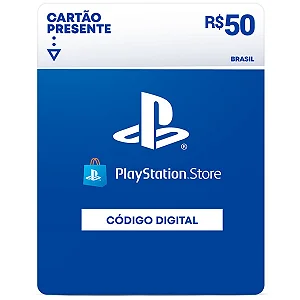 CARTÃO
PRESENTE
R$50
BRASIL
PlayStation.Store
CÓDIGO DIGITAL